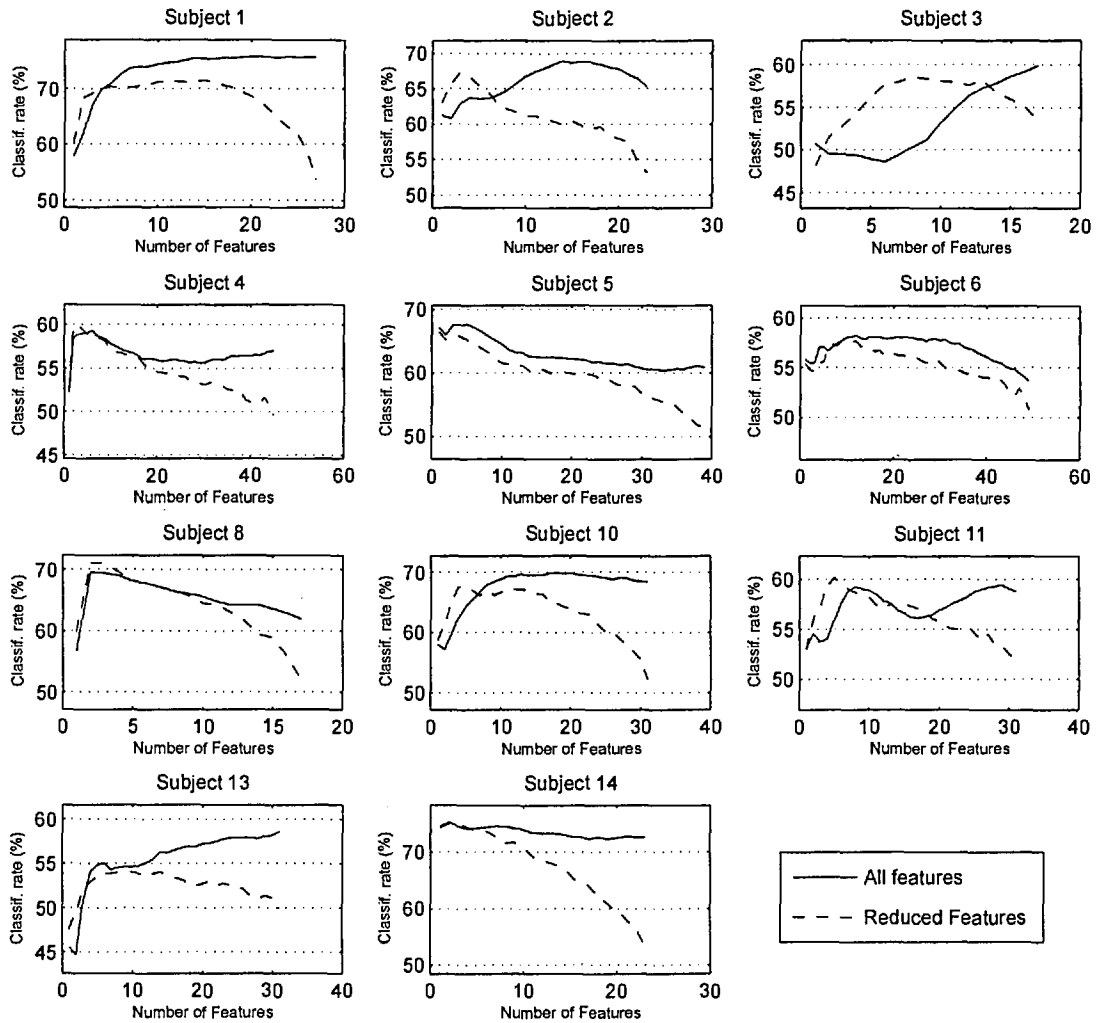 Subject 1
Classif. rate (%)
70
60
50
0 10 20 30
Number of Features
Subject 2
Classif. rate (%)
70
65
60
55
50
0 10 20 30
Number of Features
Subject 3
Classif. rate (%)
60
55
50
45
0 5 10 15 20
Number of Features
Subject 4
Classif. rate (%)
60
55
50
45
0 20 40 60
Number of Features
Subject 5
Classif. rate (%)
70
60
50
0 10 20 30 40
Number of Features
Subject 6
Classif. rate (%)
60
55
50
0 20 40 60
Number of Features
Subject 8
Classif. rate (%)
70
60
50
0 5 10 15 20
Number of Features
Subject 10
Classif. rate (%)
70
60
50
0 10 20 30 40
Number of Features
Subject 11
Classif. rate (%)
60
55
50
0 10 20 30 40
Number of Features
Subject 13
Classif. rate (%)
60
55
50
45
0 10 20 30 40
Number of Features
Subject 14
Classif. rate (%)
70
60
50
0 10 20 30
Number of Features
All features
Reduced Features